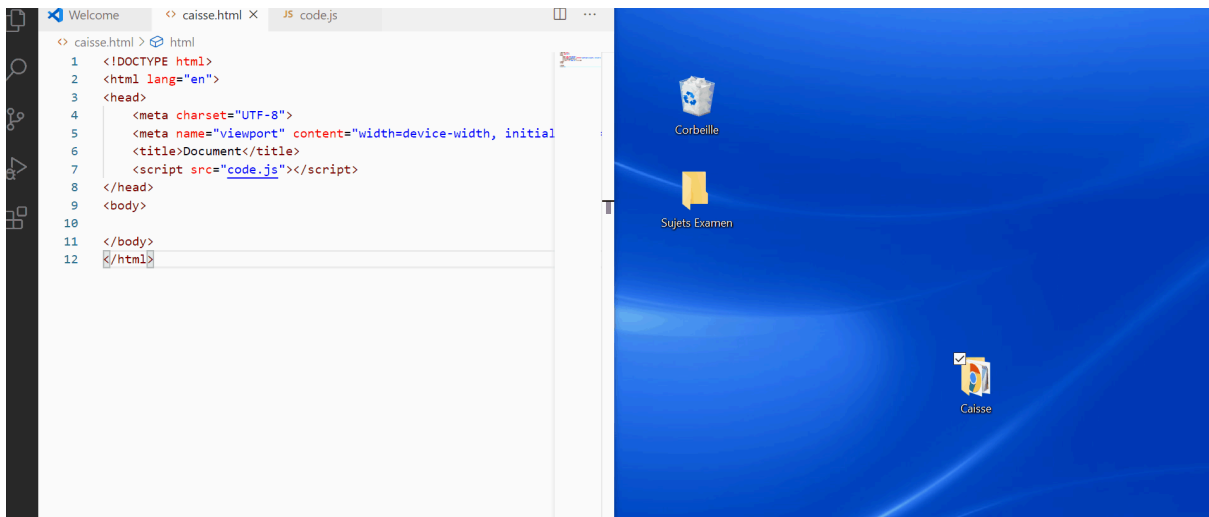 Welcome
caisse.html
JS code.js
caisse.html > html
1 <!DOCTYPE html>
2 <html lang="en">
3 <head>
4     <meta charset="UTF-8">
5     <meta name="viewport" content="width=device-width, initial
6     <title>Document</title>
7     <script src="code.js"></script>
8 </head>
9 <body>
10
11 </body>
12 </html>
Corbeille
Sujets Examen
Caisse